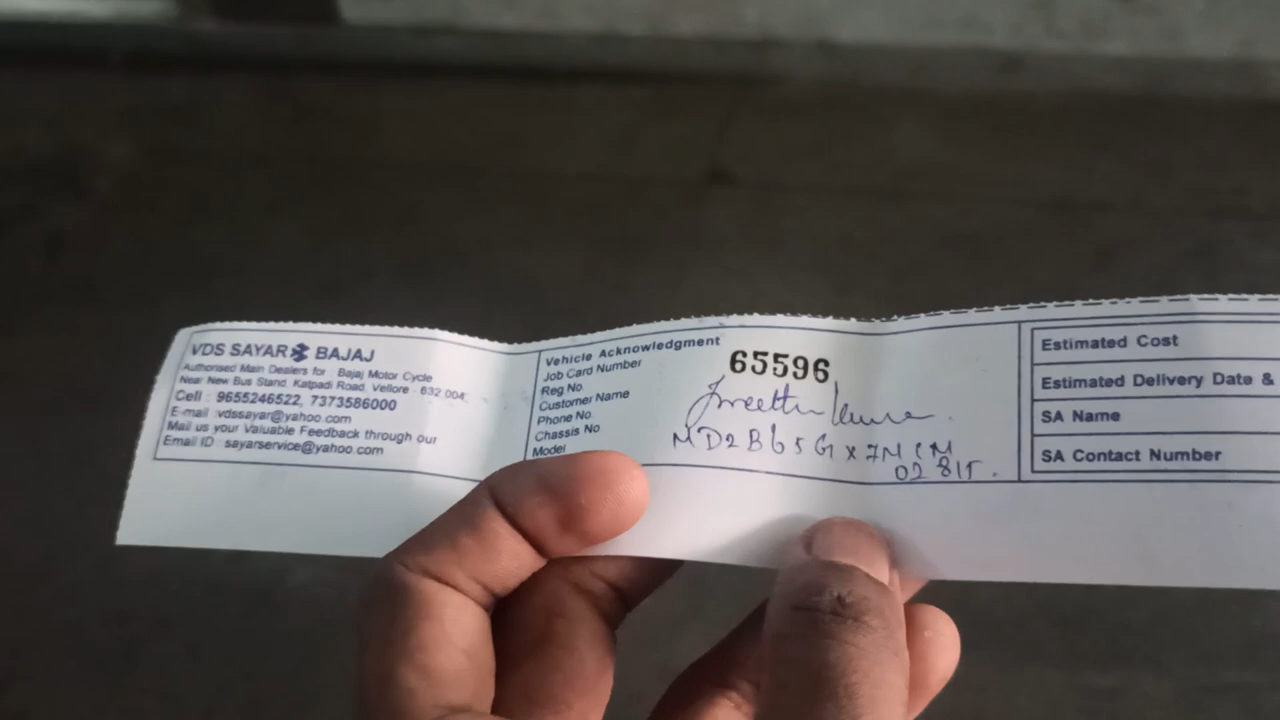 VDS SAYAR BAJAJ
Authorised Main Dealers for : Bajaj Motor Cycle
Near New Bus Stand, Katpadi Road, Vellore - 632 004.
Cell : 9655246522, 7373586000
E-mail :vdssayar@yahoo.com
Mail us your Valuable Feedback through our
Email ID : sayarservice@yahoo.com
Vehicle Acknowledgment
Job Card Number 65596
Reg No.
Customer Name
Phone No.
Chassis No.
MD2B65GX7N
Model
Estimated Cost
Estimated Delivery Date &
SA Name
SA Contact Number